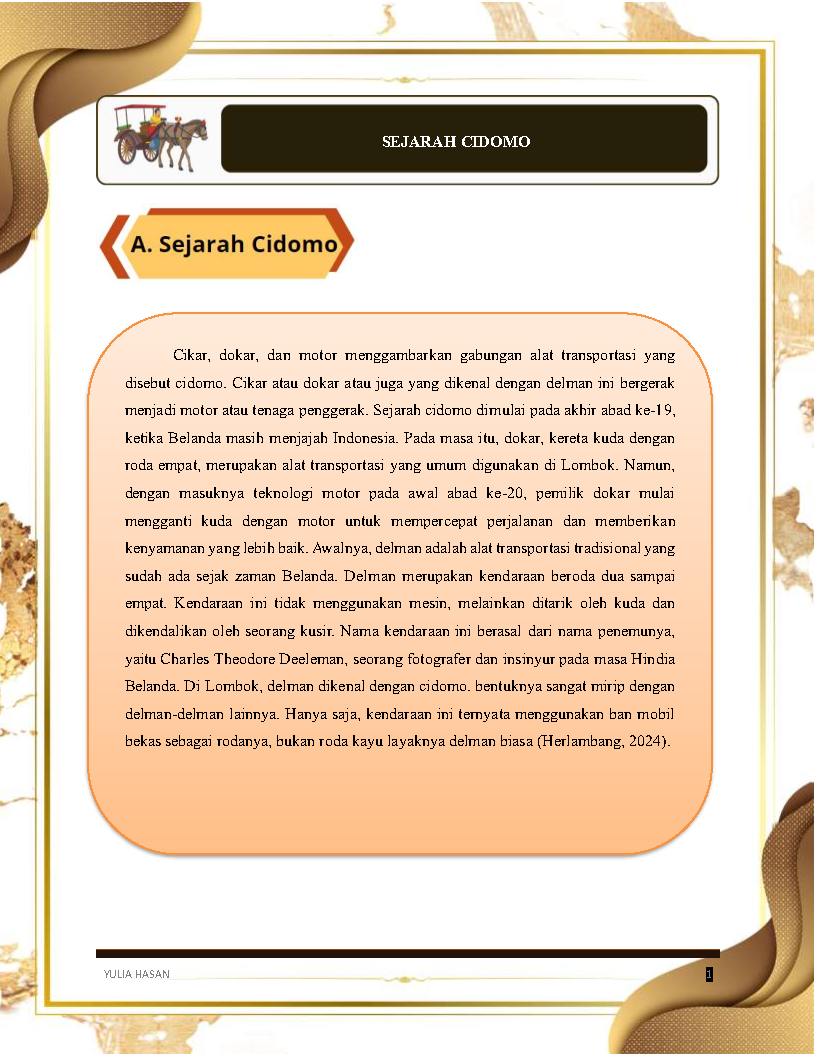 SEJARAH CIDOMO
A. Sejarah Cidomo
Cikar, dokar, dan motor menggambarkan gabungan alat transportasi yang
disebut cidomo. Cikar atau dokar atau juga yang dikenal dengan delman ini bergerak
menjadi motor atau tenaga penggerak. Sejarah cidomo dimulai pada akhir abad ke-19,
ketika Belanda masih menjajah Indonesia. Pada masa itu, dokar, kereta kuda dengan
roda empat, merupakan alat transportasi yang umum digunakan di Lombok. Namun,
dengan masuknya teknologi motor pada awal abad ke-20, pemilik dokar mulai
mengganti kuda dengan motor untuk mempercepat perjalanan dan memberikan
kenyamanan yang lebih baik. Awalnya, delman adalah alat transportasi tradisional yang
sudah ada sejak zaman Belanda. Delman merupakan kendaraan beroda dua sampai
empat. Kendaraan ini tidak menggunakan mesin, melainkan ditarik oleh kuda dan
dikendalikan oleh seorang kusir. Nama kendaraan ini berasal dari nama penemunya,
yaitu Charles Theodore Deeleman, seorang fotografer dan insinyur pada masa Hindia
Belanda. Di Lombok, delman dikenal dengan cidomo. bentuknya sangat mirip dengan
delman-delman lainnya. Hanya saja, kendaraan ini ternyata menggunakan ban mobil
bekas sebagai rodanya, bukan roda kayu layaknya delman biasa (Herlambang, 2024).
YULIA HASAN
1